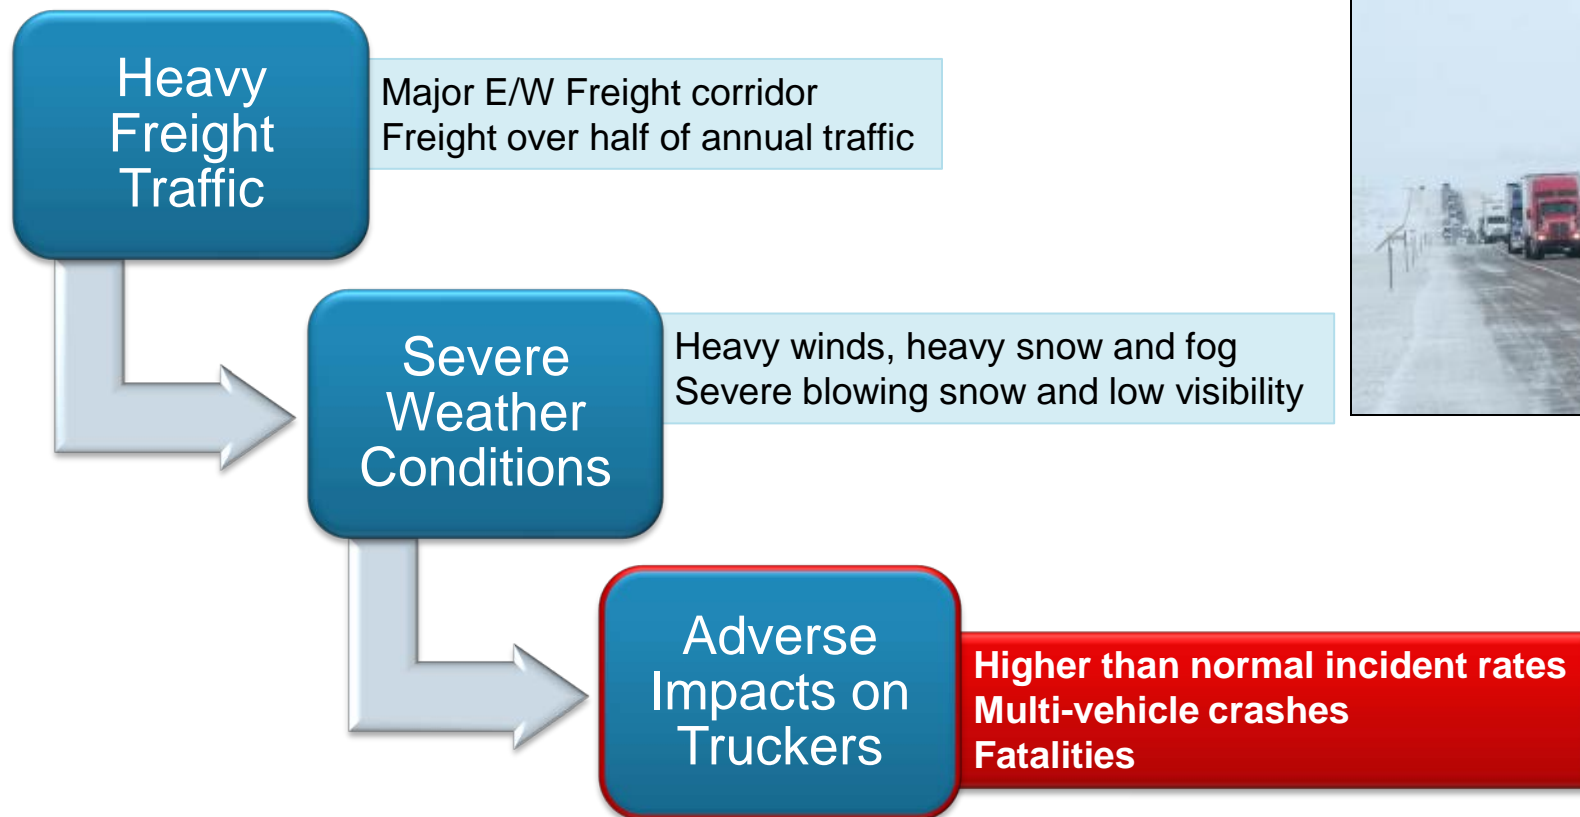 Heavy
Freight
Traffic
Major E/W Freight corridor
Freight over half of annual traffic
Severe
Weather
Conditions
Heavy winds, heavy snow and fog
Severe blowing snow and low visibility
Adverse
Impacts on
Truckers
Higher than normal incident rates
Multi-vehicle crashes
Fatalities